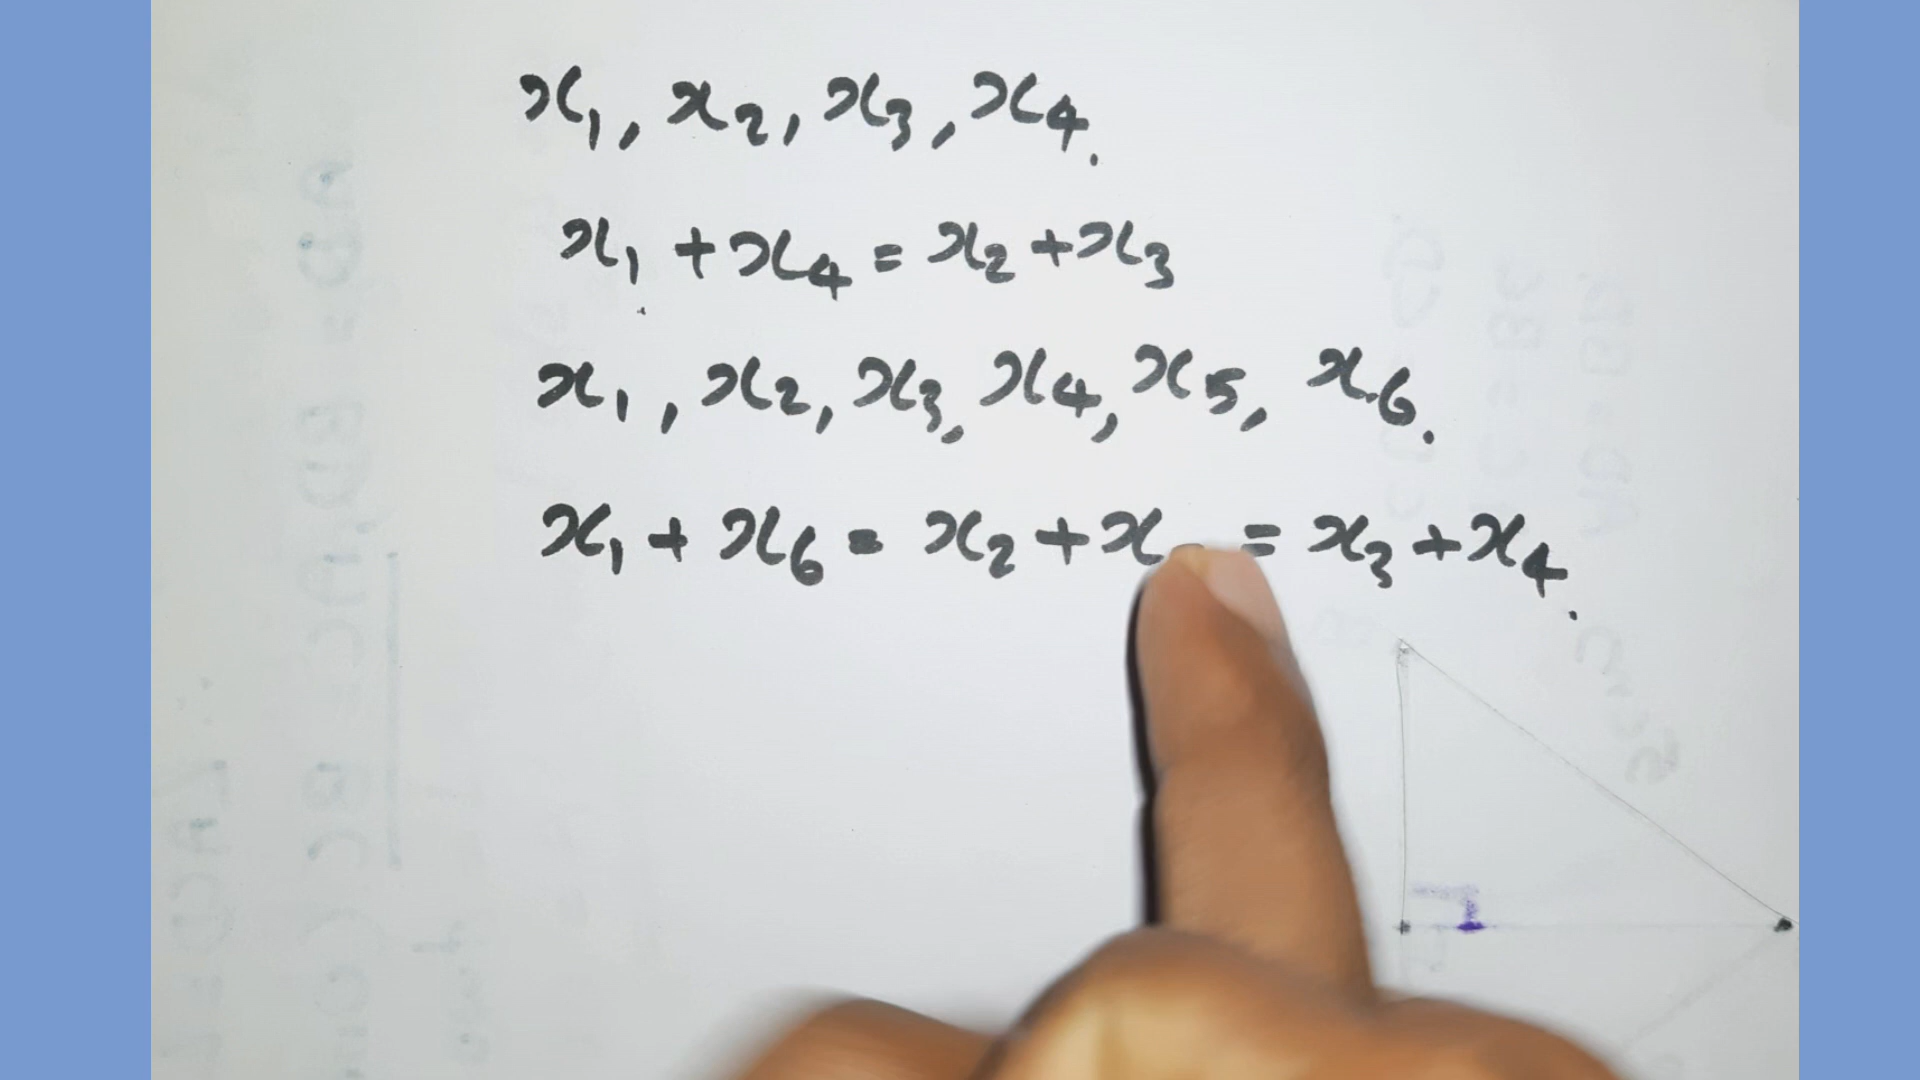 x₁, x₂, x₃, x₄.
x₁ + x₄ = x₂ + x₃
x₁, x₂, x₃, x₄, x₅, x₆.
x₁ + x₆ = x₂ + x = x₃ + x₄.